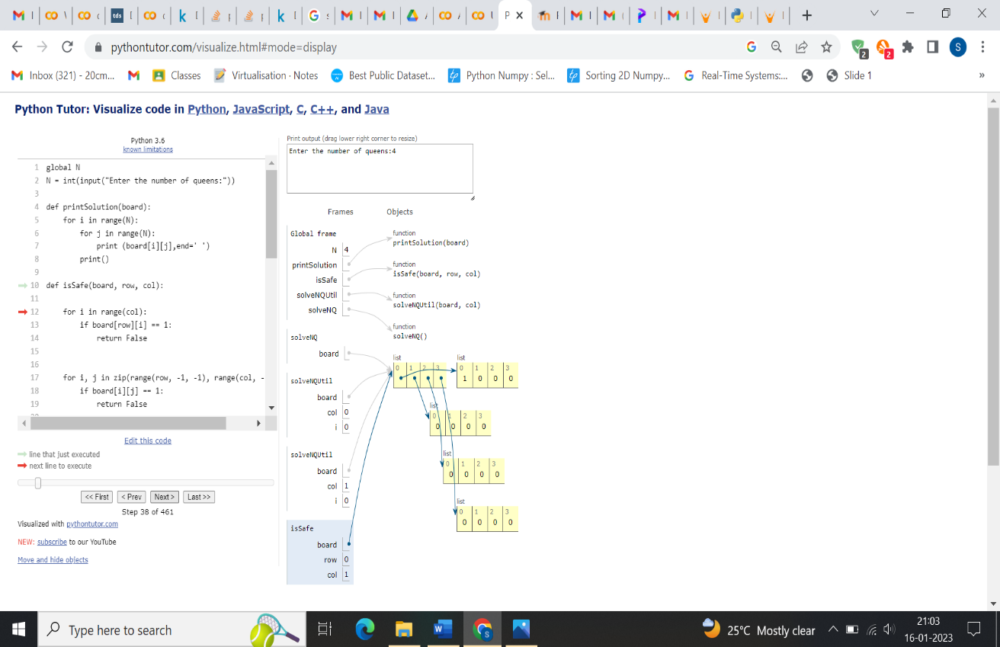 tds
pythontutor.com/visualize.html#mode=display
S
2
2
Inbox (321) - 20cm...
Classes
Virtualisation · Notes
Best Public Dataset...
Python Numpy : Sel...
Sorting 2D Numpy...
Real-Time Systems:...
Slide 1
»
Python Tutor: Visualize code in Python, JavaScript, C, C++, and Java
Python 3.6
known limitations
1 global N
2 N = int(input("Enter the number of queens:"))
3
4 def printSolution(board):
5 for i in range(N):
6 for j in range(N):
7 print (board[i][j],end=' ')
8 print()
9
10 def isSafe(board, row, col):
11
12 for i in range(col):
13 if board[row][i] == 1:
14 return False
15
16
17 for i, j in zip(range(row, -1, -1), range(col, -
18 if board[i][j] == 1:
19 return False
Edit this code
line that just executed
next line to execute
<< First < Prev Next > Last >>
Step 38 of 461
Visualized with pythontutor.com
NEW: subscribe to our YouTube
Move and hide objects
Print output (drag lower right corner to resize)
Enter the number of queens:4
Frames Objects
Global frame
N 4
printSolution
isSafe
solveNQUtil
solveNQ
function
printSolution(board)
function
isSafe(board, row, col)
function
solveNQUtil(board, col)
function
solveNQ()
solveNQ
board
solveNQUtil
board
col 0
i 0
solveNQUtil
board
col 1
i 0
isSafe
board
row 0
col 1
list
0 1 2 3
list
0 1 2 3
1 0 0 0
list
0 1 2 3
0 0 0 0
list
0 1 2 3
0 0 0 0
list
0 1 2 3
0 0 0 0
Type here to search
25°C Mostly clear
21:03
16-01-2023